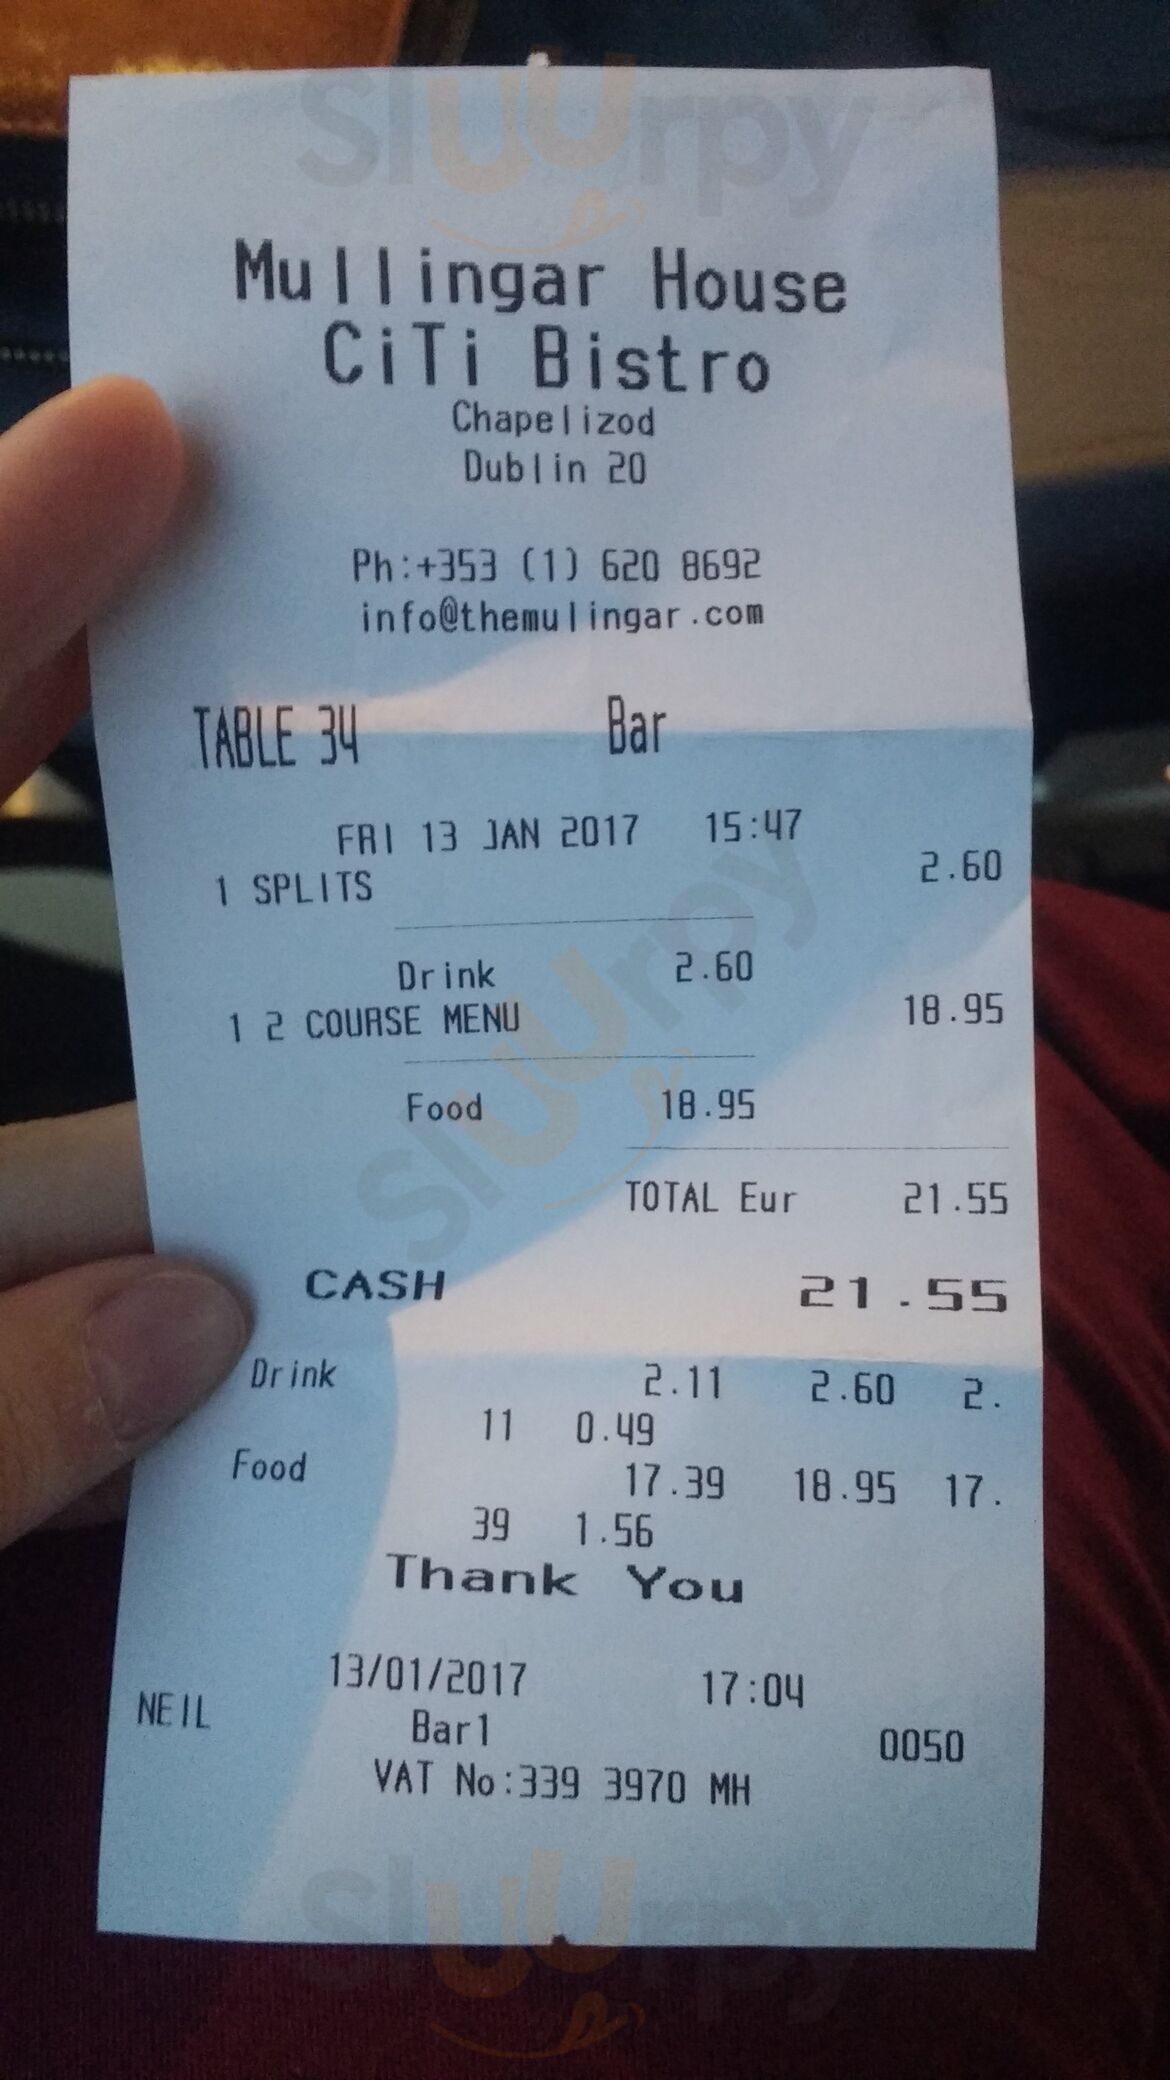 Sluurpy
Mullingar House
CiTi Bistro
Chapelizod
Dublin 20
Ph:+353 (1) 620 8692
info@themulingar.com
TABLE 34 Bar
FRI 13 JAN 2017 15:47
1 SPLITS 2.60
Drink 2.60
1 2 COURSE MENU 18.95
Food 18.95
Sluurpy
TOTAL Eur 21.55
CASH 21.55
Drink 2.11 2.60 2.
11 0.49
Food 17.39 18.95 17.
39 1.56
Thank You
13/01/2017 17:04
NEIL Bar1 0050
VAT No:339 3970 MH
Sluurpy